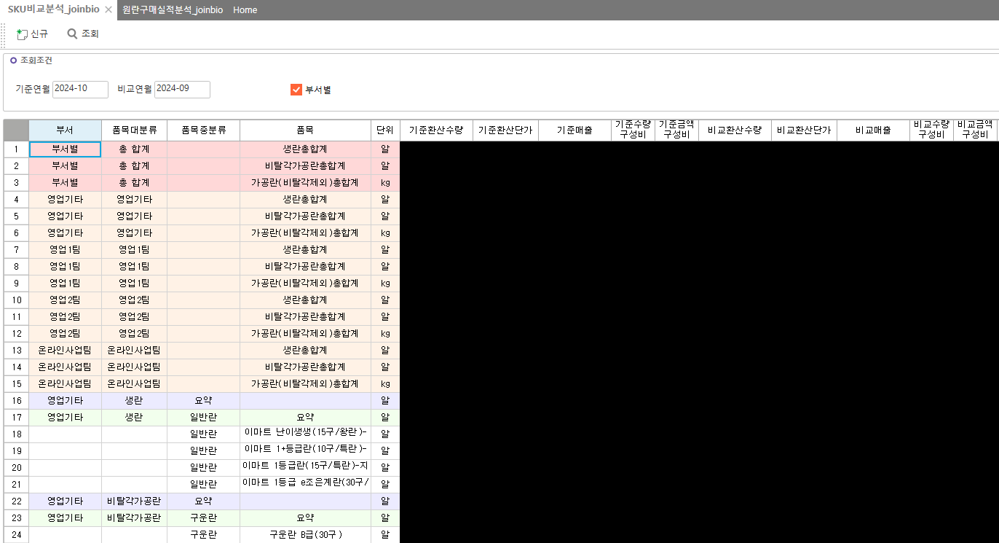 SKU비교분석_joinbio 원란구매실적분석_joinbio Home
신규 조회
조회조건
기준연월 2024-10 비교연월 2024-09 부서별
부서 품목대분류 품목중분류 품목 단위 기준환산수량 기준환산단가 기준매출 기준수량 구성비 기준금액 구성비 비교환산수량 비교환산단가 비교매출 비교수량 구성비 비교금액 구성비
1 부서별 총 합계 생란총합계 알
2 부서별 총 합계 비탈각가공란총합계 알
3 부서별 총 합계 가공란(비탈각제외)총합계 kg
4 영업기타 영업기타 생란총합계 알
5 영업기타 영업기타 비탈각가공란총합계 알
6 영업기타 영업기타 가공란(비탈각제외)총합계 kg
7 영업1팀 영업1팀 생란총합계 알
8 영업1팀 영업1팀 비탈각가공란총합계 알
9 영업1팀 영업1팀 가공란(비탈각제외)총합계 kg
10 영업2팀 영업2팀 생란총합계 알
11 영업2팀 영업2팀 비탈각가공란총합계 알
12 영업2팀 영업2팀 가공란(비탈각제외)총합계 kg
13 온라인사업팀 온라인사업팀 생란총합계 알
14 온라인사업팀 온라인사업팀 비탈각가공란총합계 알
15 온라인사업팀 온라인사업팀 가공란(비탈각제외)총합계 kg
16 영업기타 생란 요약 알
17 영업기타 생란 일반란 요약 알
18 일반란 이마트 난이생생(15구/왕란)- 알
19 일반란 이마트 1+등급란(10구/특란)- 알
20 일반란 이마트 1등급란(15구/특란)-지 알
21 일반란 이마트 1등급 e조은계란(30구/ 알
22 영업기타 비탈각가공란 요약 알
23 영업기타 비탈각가공란 구운란 요약 알
24 구운란 구운란 B급(30구) 알